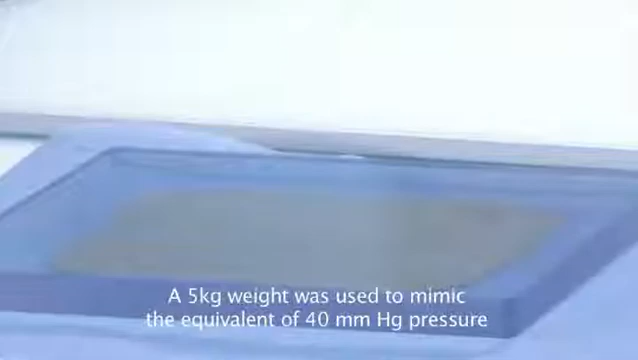 A 5kg weight was used to mimic
the equivalent of 40 mm Hg pressure